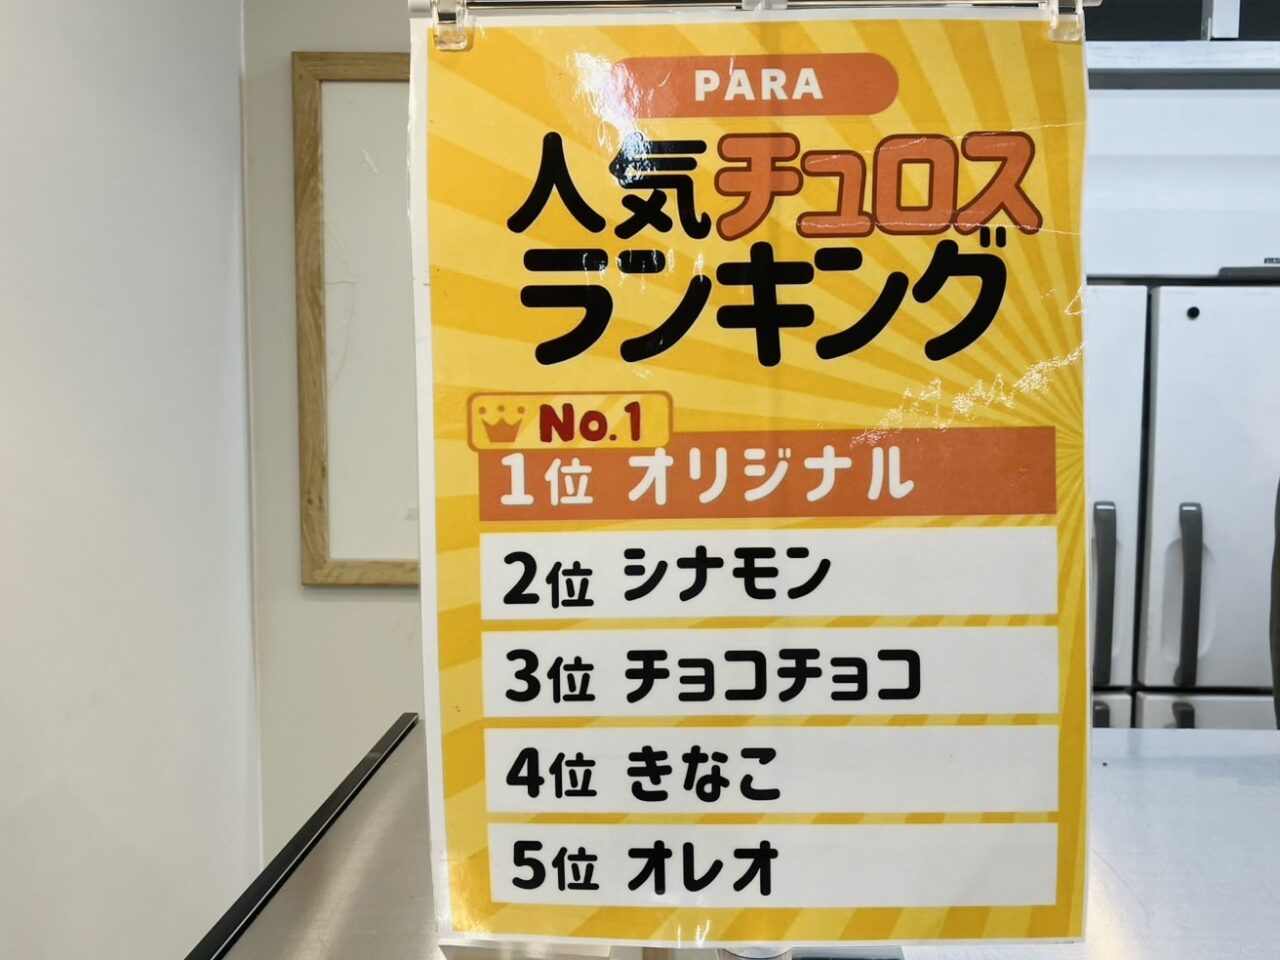 PARA
人気チュロス
ランキング
No.1
1位 オリジナル
2位 シナモン
3位 チョコチョコ
4位 きなこ
5位 オレオ